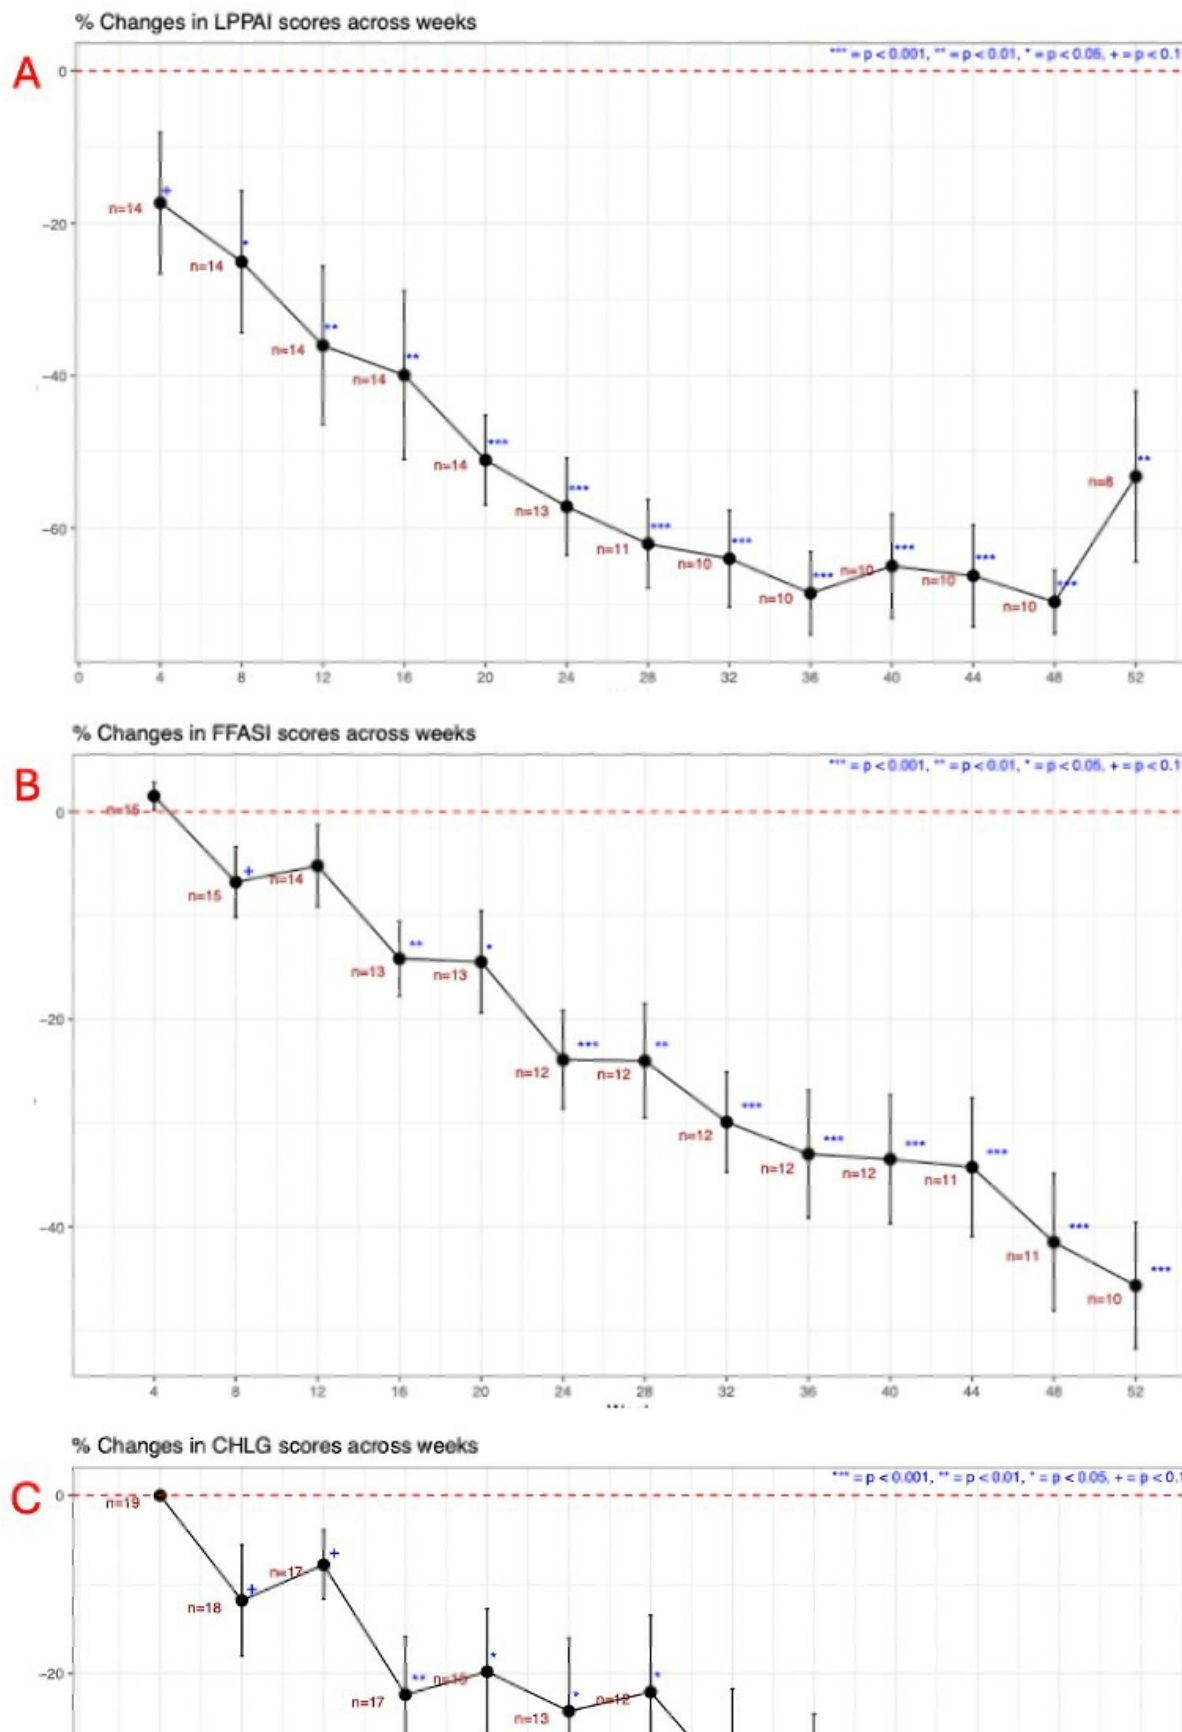 % Changes in LPPAI scores across weeks
A
*** = p < 0.001, ** = p < 0.01, * = p < 0.05, + = p < 0.1
0
+
n=14
-20
*
n=14
**
n=14
**
-40
n=14
***
n=14
**
n=8
***
n=13
***
-60
n=11
***
n=10
***
n=10
***
n=10
***
n=10
***
n=10
0 4 8 12 16 20 24 28 32 36 40 44 48 52
% Changes in FFASI scores across weeks
B
*** = p < 0.001, ** = p < 0.01, * = p < 0.05, + = p < 0.1
0
n=15
+
n=14
n=15
**
*
n=13
n=13
-20
***
**
n=12
n=12
***
n=12
***
***
***
n=12
n=12
n=11
-40
***
n=11
***
n=10
4 8 12 16 20 24 28 32 36 40 44 48 52
% Changes in CHLG scores across weeks
C
*** = p < 0.001, ** = p < 0.01, * = p < 0.05, + = p < 0.1
0
n=19
+
n=17
+
n=18
*
-20
**
*
n=12
n=17
*
n=13